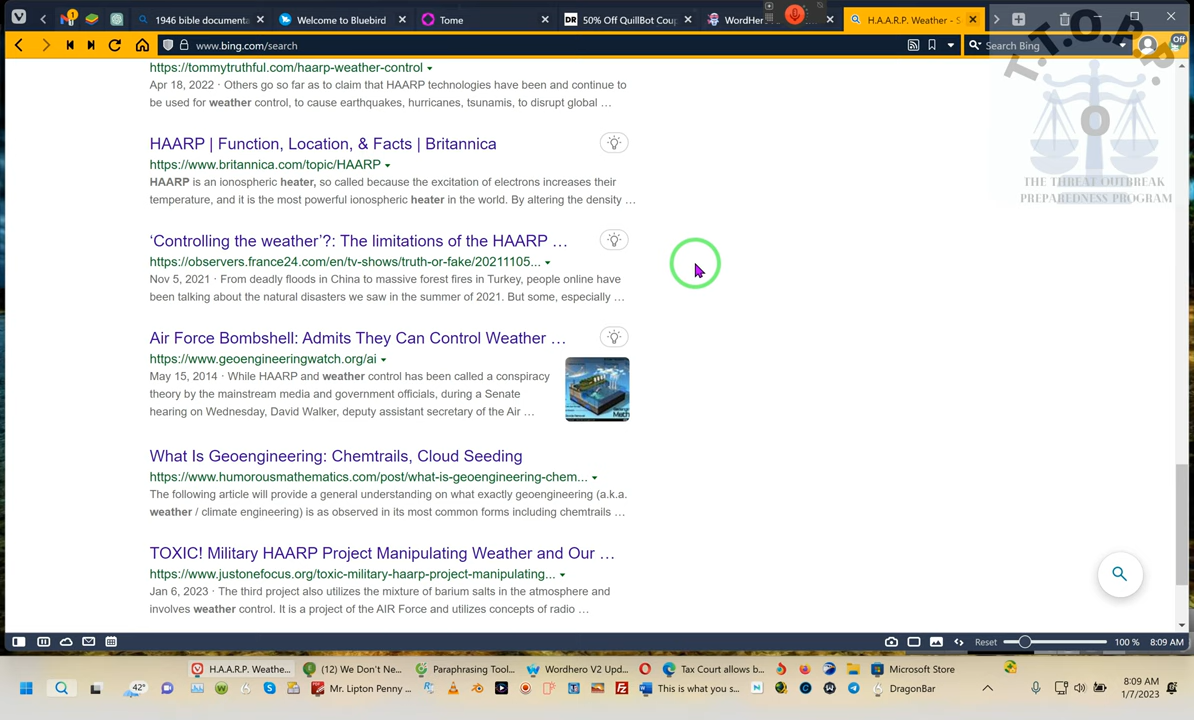 1946 bible documenta
Welcome to Bluebird
Tome
DR 50% Off QuillBot Cou
WordHer
H.A.A.R.P. Weather - S
www.bing.com/search
Search Bing
Off
T.T.O.P.P.
O
THE THREAT OUTBREAK
PREPAREDNESS PROGRAM
https://tommytruthful.com/haarp-weather-control
Apr 18, 2022 · Others go so far as to claim that HAARP technologies have been and continue to
be used for weather control, to cause earthquakes, hurricanes, tsunamis, to disrupt global ...
HAARP | Function, Location, & Facts | Britannica
https://www.britannica.com/topic/HAARP
HAARP is an ionospheric heater, so called because the excitation of electrons increases their
temperature, and it is the most powerful ionospheric heater in the world. By altering the density ...
‘Controlling the weather’?: The limitations of the HAARP ...
https://observers.france24.com/en/tv-shows/truth-or-fake/20211105...
Nov 5, 2021 · From deadly floods in China to massive forest fires in Turkey, people online have
been talking about the natural disasters we saw in the summer of 2021. But some, especially ...
Air Force Bombshell: Admits They Can Control Weather ...
https://www.geoengineeringwatch.org/ai
May 15, 2014 · While HAARP and weather control has been called a conspiracy
theory by the mainstream media and government officials, during a Senate
hearing on Wednesday, David Walker, deputy assistant secretary of the Air ...
What Is Geoengineering: Chemtrails, Cloud Seeding
https://www.humorousmathematics.com/post/what-is-geoengineering-chem...
The following article will provide a general understanding on what exactly geoengineering (a.k.a.
weather / climate engineering) is as observed in its most common forms including chemtrails ...
TOXIC! Military HAARP Project Manipulating Weather and Our ...
https://www.justonefocus.org/toxic-military-haarp-project-manipulating...
Jan 6, 2023 · The third project also utilizes the mixture of barium salts in the atmosphere and
involves weather control. It is a project of the AIR Force and utilizes concepts of radio ...
Reset 100 % 8:09 AM
H.A.A.R.P. Weathe...
(12) We Don't Ne...
Paraphrasing Tool...
Wordhero V2 Upd...
Tax Court allows b...
Microsoft Store
42°
Mr. Lipton Penny ...
This is what you s...
DragonBar
8:09 AM
1/7/2023